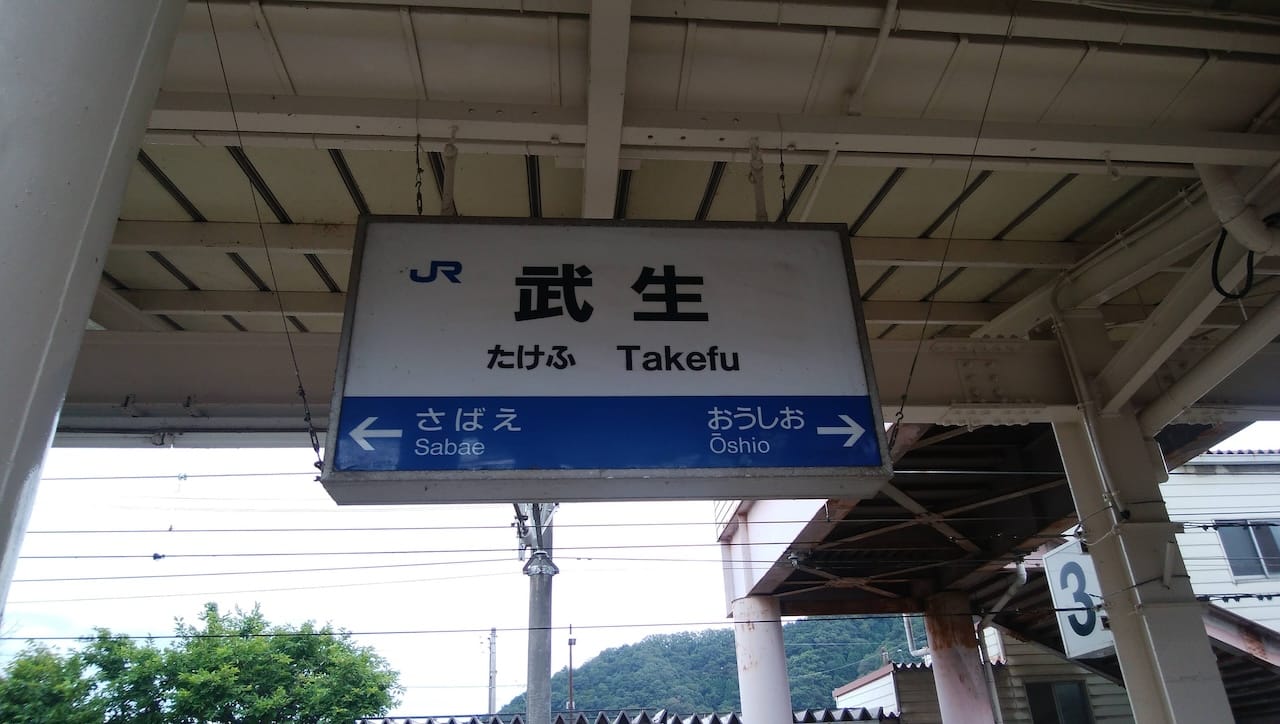 JR 武生
たけふ Takefu
← さばえ おうしお →
Sabae Ōshio
3